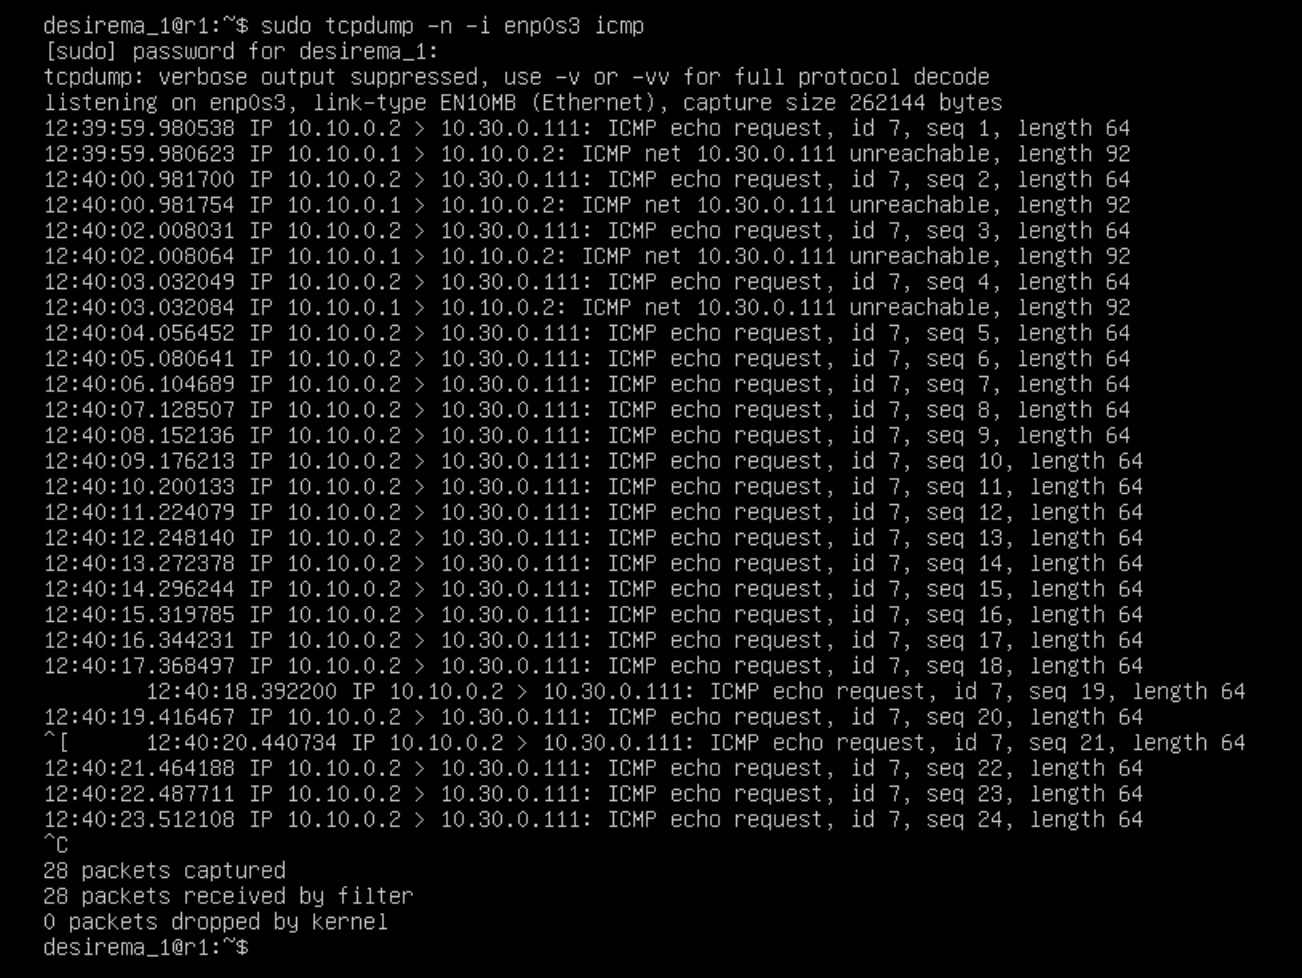 desirema_1@r1:~$ sudo tcpdump -n -i enp0s3 icmp
[sudo] password for desirema_1:
tcpdump: verbose output suppressed, use -v or -vv for full protocol decode
listening on enp0s3, link-type EN10MB (Ethernet), capture size 262144 bytes
12:39:59.980538 IP 10.10.0.2 > 10.30.0.111: ICMP echo request, id 7, seq 1, length 64
12:39:59.980623 IP 10.10.0.1 > 10.10.0.2: ICMP net 10.30.0.111 unreachable, length 92
12:40:00.981700 IP 10.10.0.2 > 10.30.0.111: ICMP echo request, id 7, seq 2, length 64
12:40:00.981754 IP 10.10.0.1 > 10.10.0.2: ICMP net 10.30.0.111 unreachable, length 92
12:40:02.008031 IP 10.10.0.2 > 10.30.0.111: ICMP echo request, id 7, seq 3, length 64
12:40:02.008064 IP 10.10.0.1 > 10.10.0.2: ICMP net 10.30.0.111 unreachable, length 92
12:40:03.032049 IP 10.10.0.2 > 10.30.0.111: ICMP echo request, id 7, seq 4, length 64
12:40:03.032084 IP 10.10.0.1 > 10.10.0.2: ICMP net 10.30.0.111 unreachable, length 92
12:40:04.056452 IP 10.10.0.2 > 10.30.0.111: ICMP echo request, id 7, seq 5, length 64
12:40:05.080641 IP 10.10.0.2 > 10.30.0.111: ICMP echo request, id 7, seq 6, length 64
12:40:06.104689 IP 10.10.0.2 > 10.30.0.111: ICMP echo request, id 7, seq 7, length 64
12:40:07.128507 IP 10.10.0.2 > 10.30.0.111: ICMP echo request, id 7, seq 8, length 64
12:40:08.152136 IP 10.10.0.2 > 10.30.0.111: ICMP echo request, id 7, seq 9, length 64
12:40:09.176213 IP 10.10.0.2 > 10.30.0.111: ICMP echo request, id 7, seq 10, length 64
12:40:10.200133 IP 10.10.0.2 > 10.30.0.111: ICMP echo request, id 7, seq 11, length 64
12:40:11.224079 IP 10.10.0.2 > 10.30.0.111: ICMP echo request, id 7, seq 12, length 64
12:40:12.248140 IP 10.10.0.2 > 10.30.0.111: ICMP echo request, id 7, seq 13, length 64
12:40:13.272378 IP 10.10.0.2 > 10.30.0.111: ICMP echo request, id 7, seq 14, length 64
12:40:14.296244 IP 10.10.0.2 > 10.30.0.111: ICMP echo request, id 7, seq 15, length 64
12:40:15.319785 IP 10.10.0.2 > 10.30.0.111: ICMP echo request, id 7, seq 16, length 64
12:40:16.344231 IP 10.10.0.2 > 10.30.0.111: ICMP echo request, id 7, seq 17, length 64
12:40:17.368497 IP 10.10.0.2 > 10.30.0.111: ICMP echo request, id 7, seq 18, length 64
        12:40:18.392200 IP 10.10.0.2 > 10.30.0.111: ICMP echo request, id 7, seq 19, length 64
12:40:19.416467 IP 10.10.0.2 > 10.30.0.111: ICMP echo request, id 7, seq 20, length 64
^[      12:40:20.440734 IP 10.10.0.2 > 10.30.0.111: ICMP echo request, id 7, seq 21, length 64
12:40:21.464188 IP 10.10.0.2 > 10.30.0.111: ICMP echo request, id 7, seq 22, length 64
12:40:22.487711 IP 10.10.0.2 > 10.30.0.111: ICMP echo request, id 7, seq 23, length 64
12:40:23.512108 IP 10.10.0.2 > 10.30.0.111: ICMP echo request, id 7, seq 24, length 64
^C
28 packets captured
28 packets received by filter
0 packets dropped by kernel
desirema_1@r1:~$